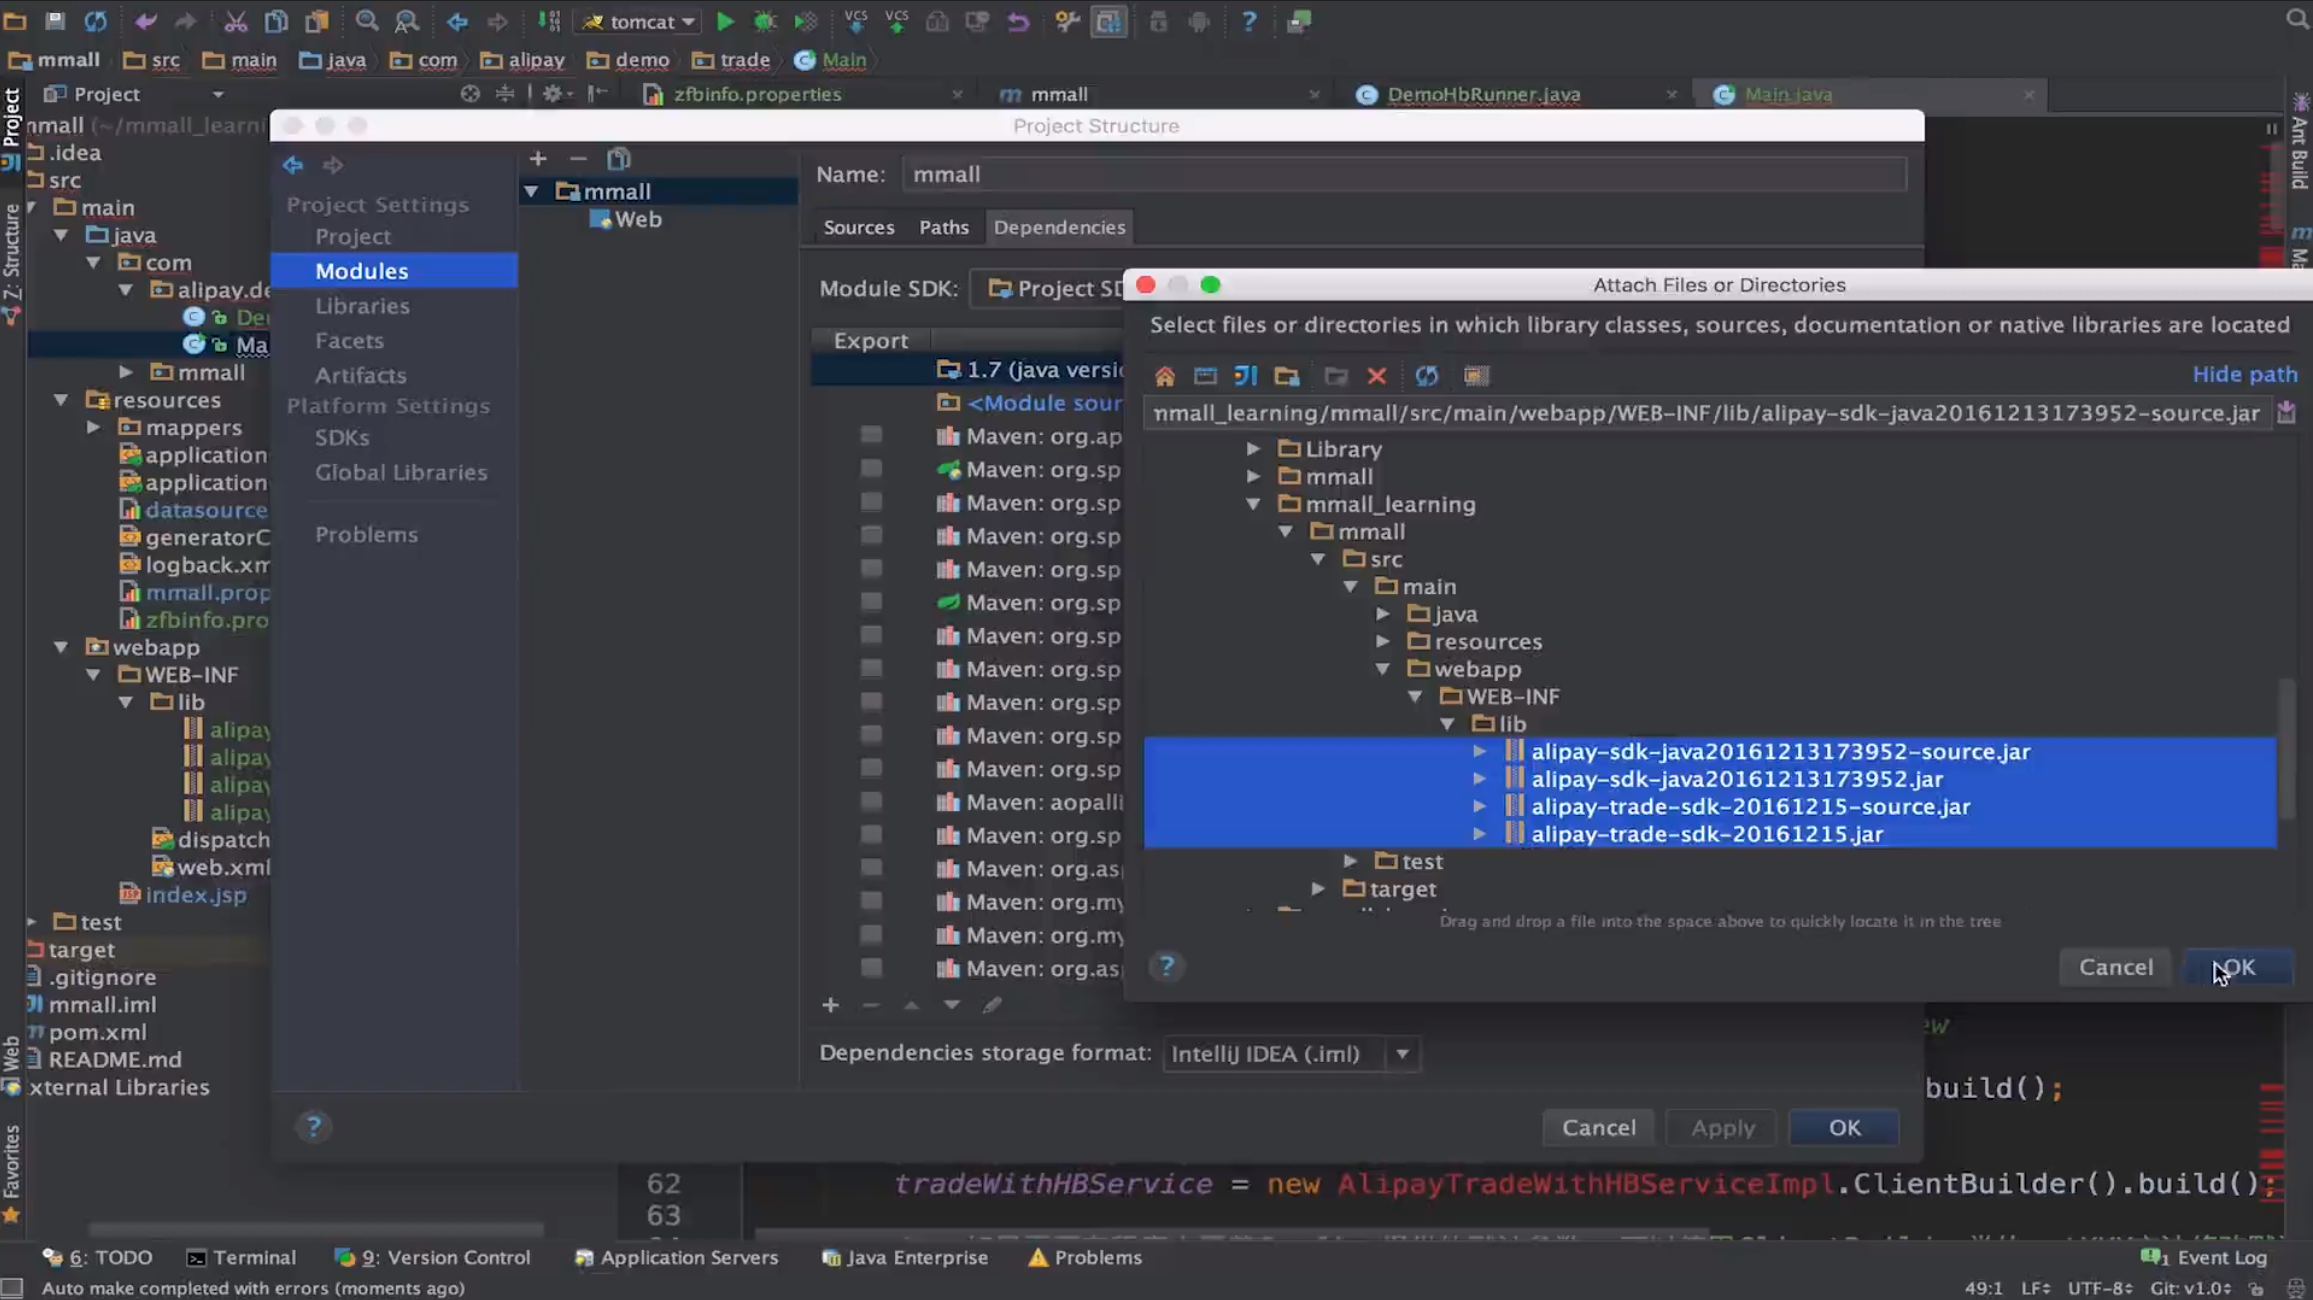 tomcat
VCS VCS
mmall src main java com alipay demo trade Main
Project
zfbinfo.properties
mmall
DemoHbRunner.java
Main.java
Project
Z: Structure
Web
Favorites
Ant Build
mmall (~/mmall_learni
.idea
src
main
java
com
alipay.de
Der
Ma
mmall
resources
mappers
application
application
datasource
generatorC
logback.xm
mmall.prop
zfbinfo.pro
webapp
WEB-INF
lib
alipay
alipay
alipay
alipay
dispatch
web.xml
index.jsp
test
target
.gitignore
mmall.iml
pom.xml
README.md
xternal Libraries
Project Structure
Project Settings
Project
Modules
Libraries
Facets
Artifacts
Platform Settings
SDKs
Global Libraries
Problems
mmall
Web
Name: mmall
Sources Paths Dependencies
Module SDK: Project SD
Export
1.7 (java versio
<Module sour
Maven: org.ap
Maven: org.sp
Maven: org.sp
Maven: org.sp
Maven: org.sp
Maven: org.sp
Maven: org.sp
Maven: org.sp
Maven: org.sp
Maven: org.sp
Maven: org.sp
Maven: aopalli
Maven: org.sp
Maven: org.as
Maven: org.my
Maven: org.my
Maven: org.as
Dependencies storage format: IntelliJ IDEA (.iml)
Cancel Apply OK
Attach Files or Directories
Select files or directories in which library classes, sources, documentation or native libraries are located
Hide path
mmall_learning/mmall/src/main/webapp/WEB-INF/lib/alipay-sdk-java20161213173952-source.jar
Library
mmall
mmall_learning
mmall
src
main
java
resources
webapp
WEB-INF
lib
alipay-sdk-java20161213173952-source.jar
alipay-sdk-java20161213173952.jar
alipay-trade-sdk-20161215-source.jar
alipay-trade-sdk-20161215.jar
test
target
Drag and drop a file into the space above to quickly locate it in the tree
Cancel OK
ew
build();
62 tradeWithHBService = new AlipayTradeWithHBServiceImpl.ClientBuilder().build();
63
6: TODO Terminal 9: Version Control Application Servers Java Enterprise Problems
1 Event Log
Auto make completed with errors (moments ago)
49:1 LF UTF-8 Git: v1.0